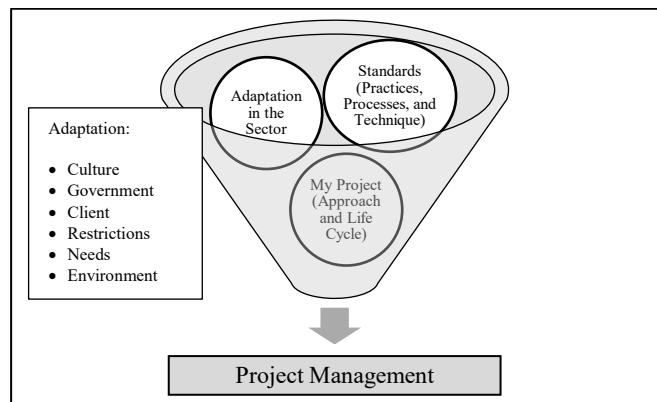 Standards
(Practices,
Processes, and
Technique)
Adaptation
in the
Sector
Adaptation:
• Culture
• Government
• Client
• Restrictions
• Needs
• Environment
My Project
(Approach
and Life
Cycle)
Project Management